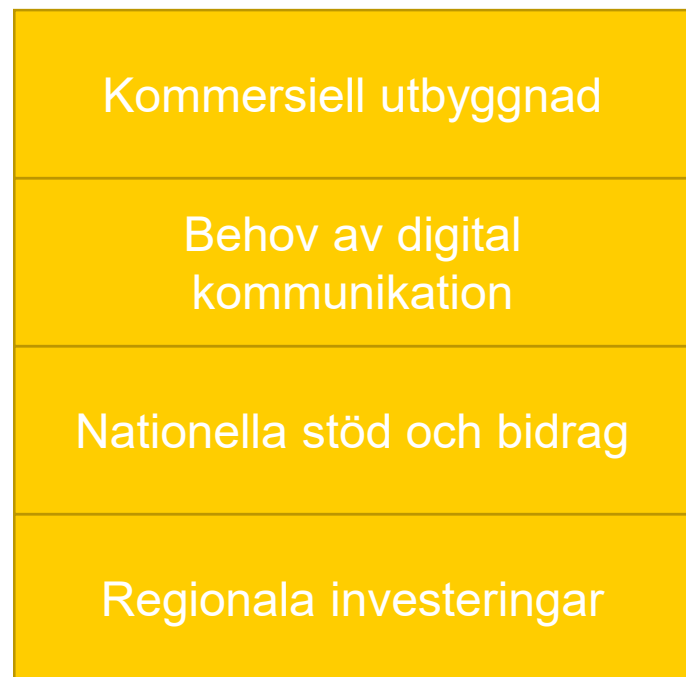 Kommersiell utbyggnad
Behov av digital
kommunikation
Nationella stöd och bidrag
Regionala investeringar